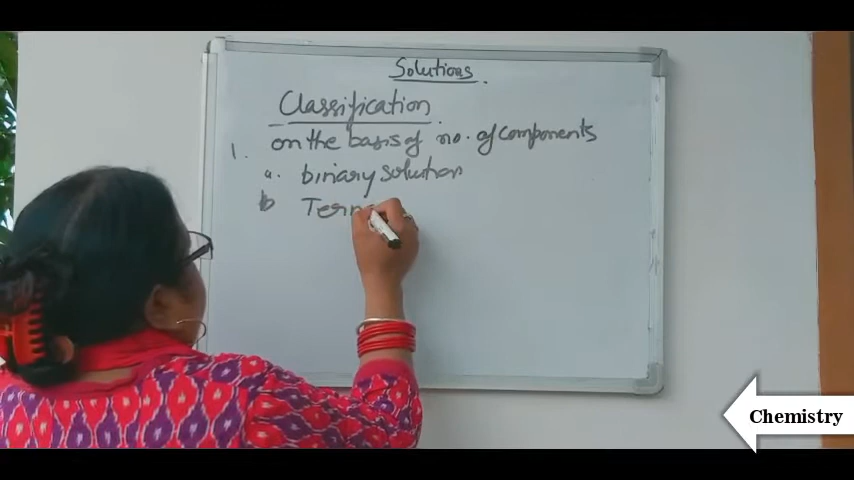 Solutions.
Classification.
1. on the basis of no. of components
a. binary solution
b Tern
Chemistry